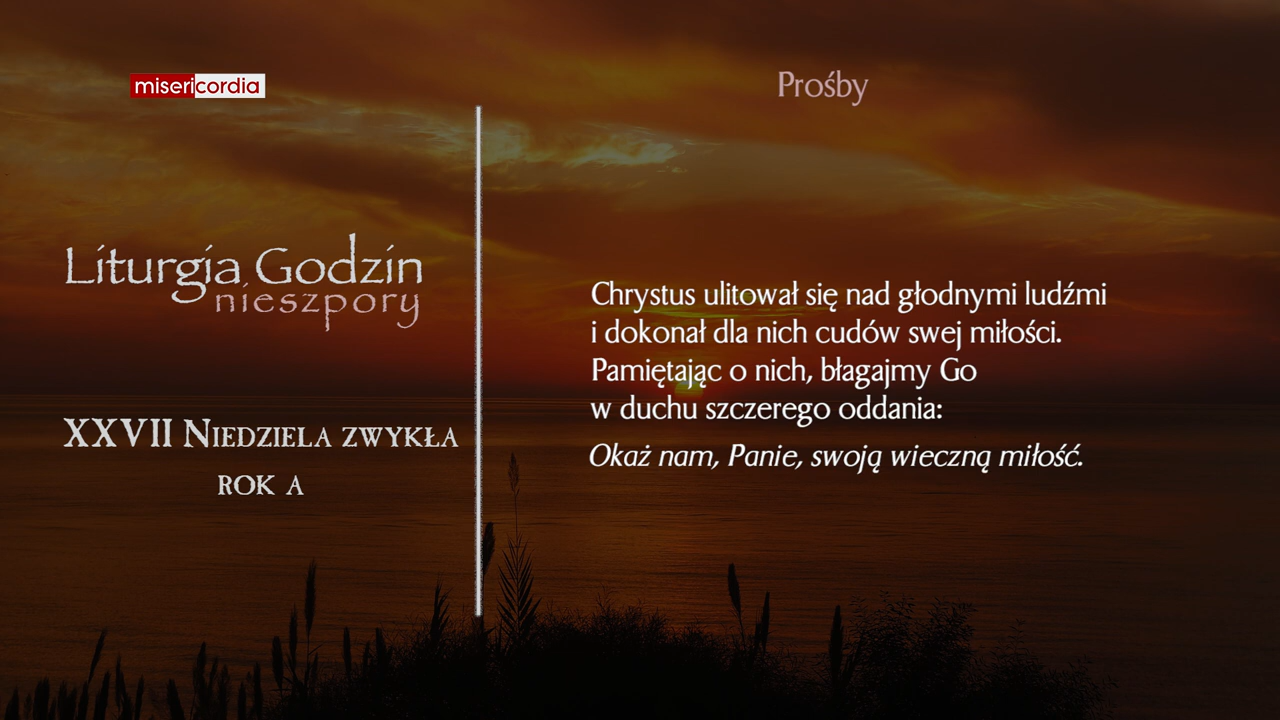 misericordia
Liturgia Godzin
nieszpory
XXVII Niedziela zwykła
rok a
Prośby
Chrystus ulitował się nad głodnymi ludźmi
i dokonał dla nich cudów swej miłości.
Pamiętając o nich, błagajmy Go
w duchu szczerego oddania:
Okaż nam, Panie, swoją wieczną miłość.